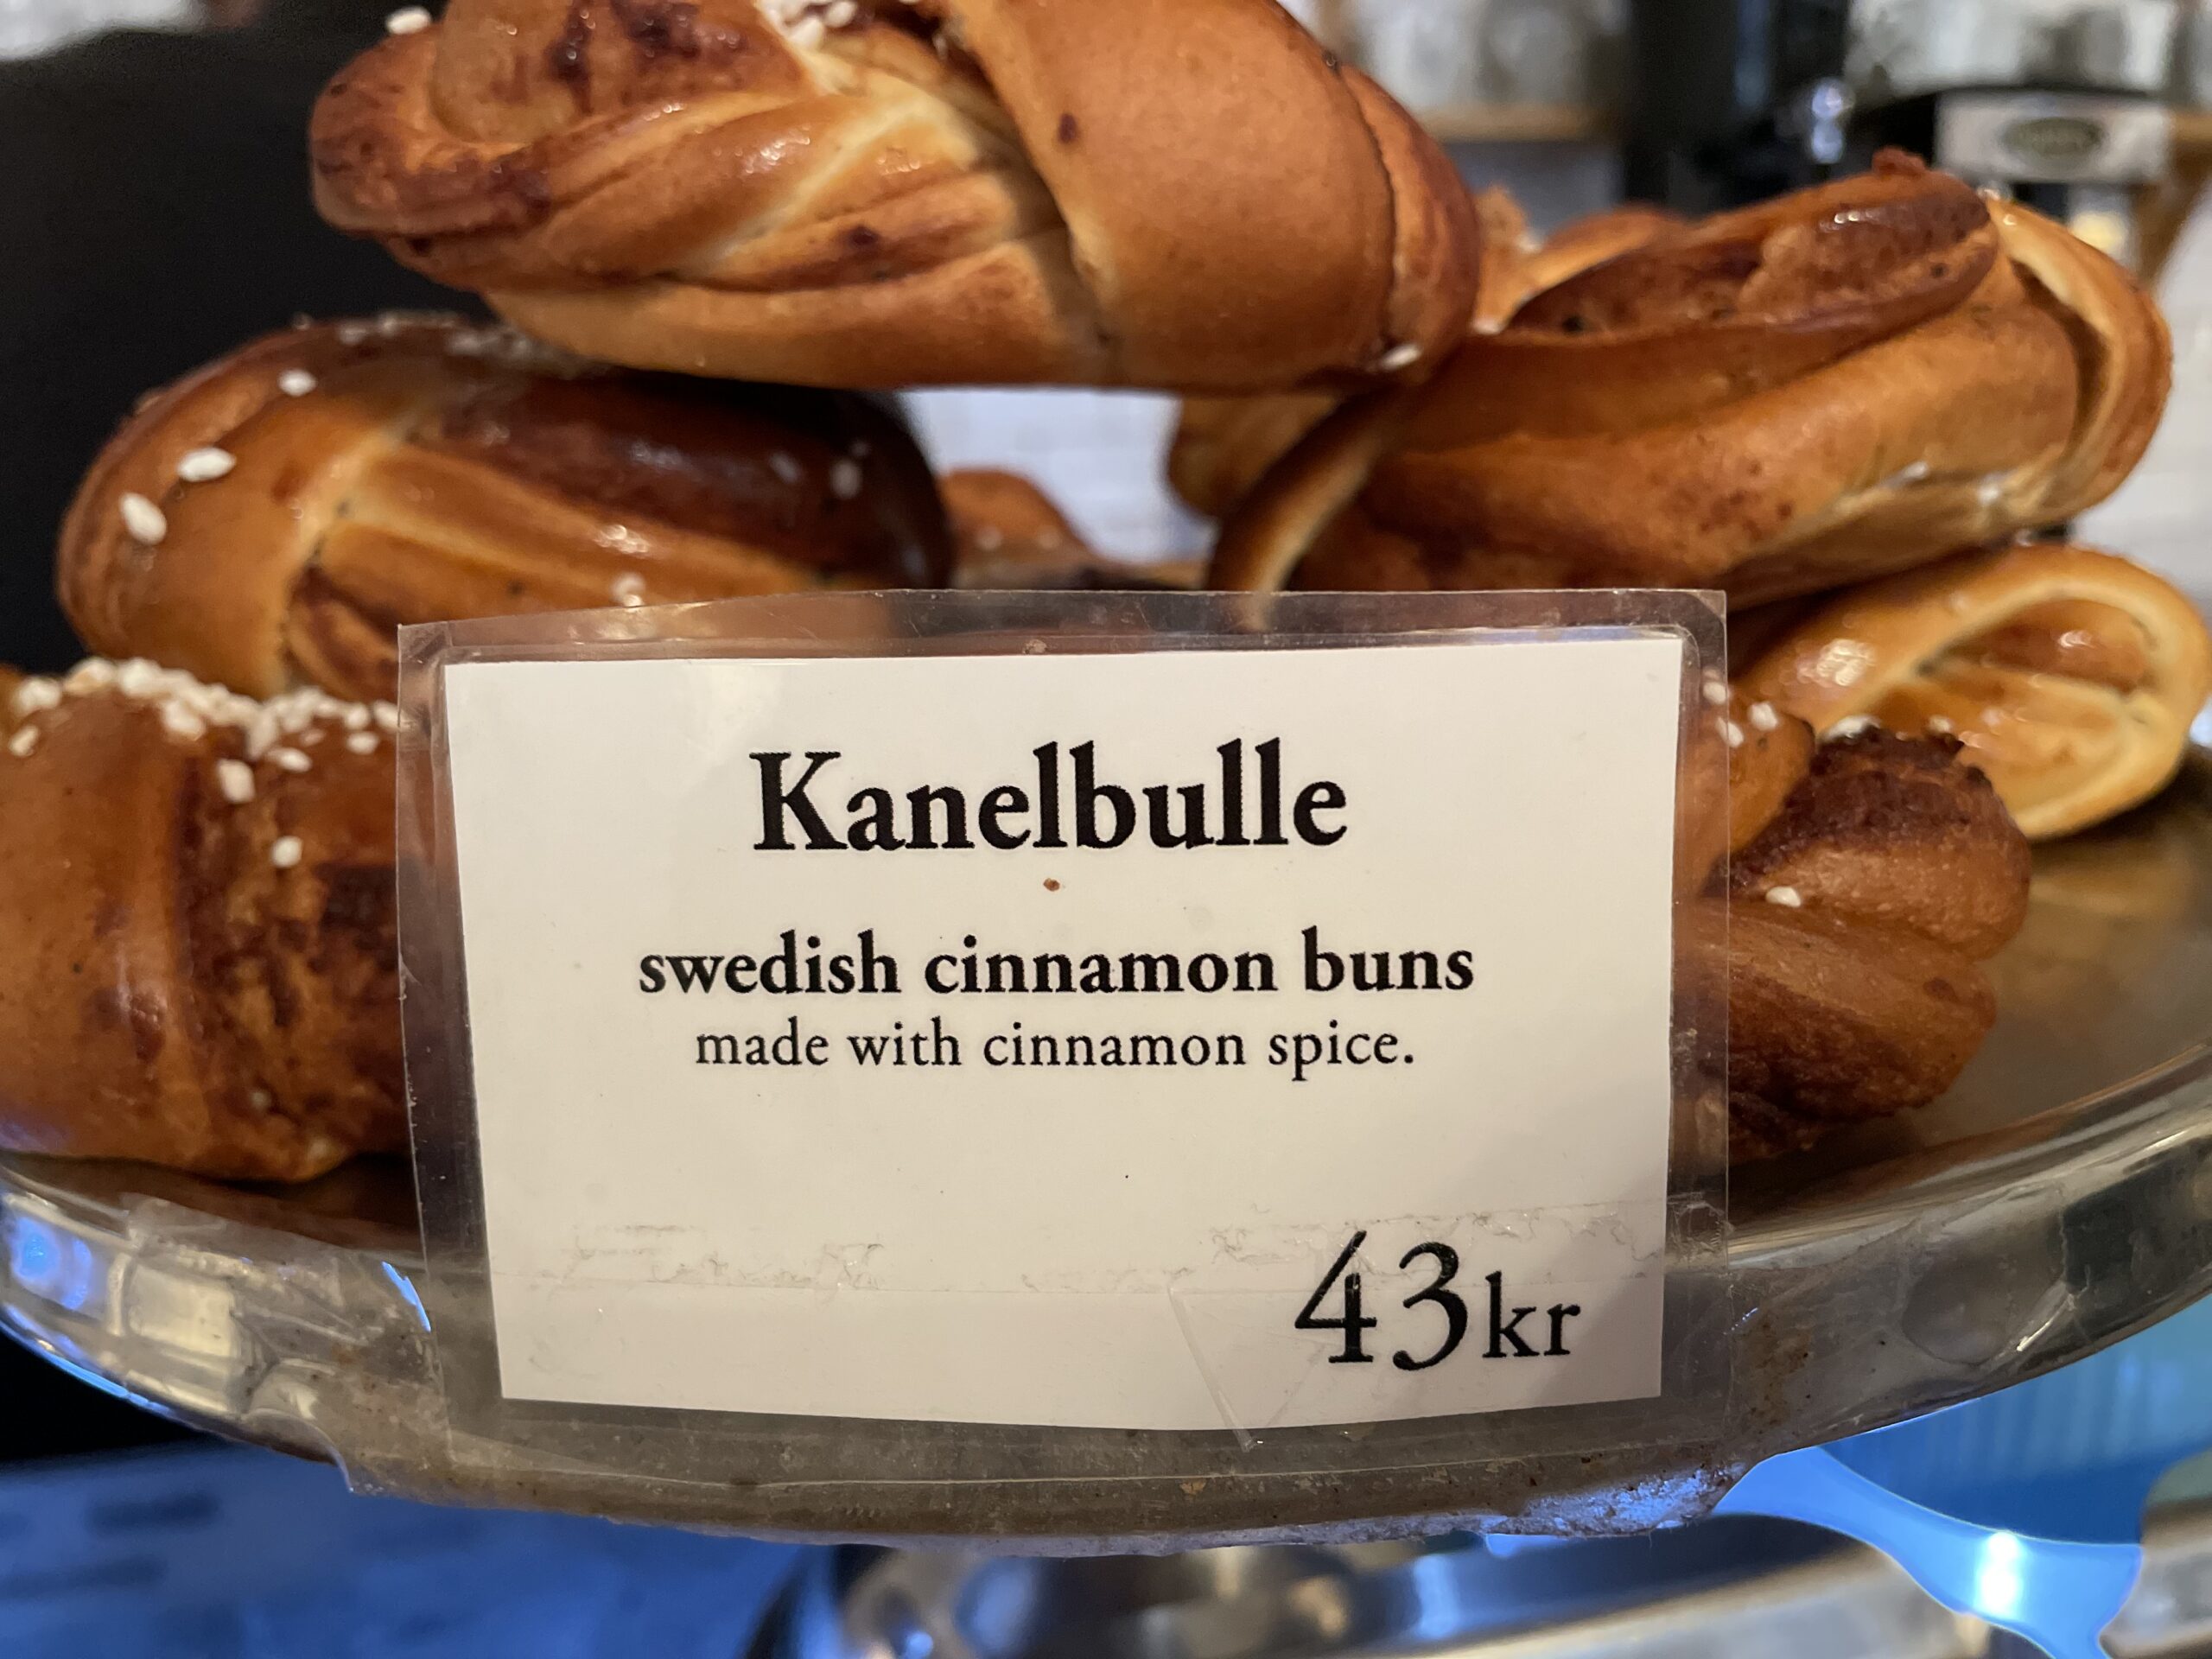 Kanelbulle
swedish cinnamon buns
made with cinnamon spice.
43kr